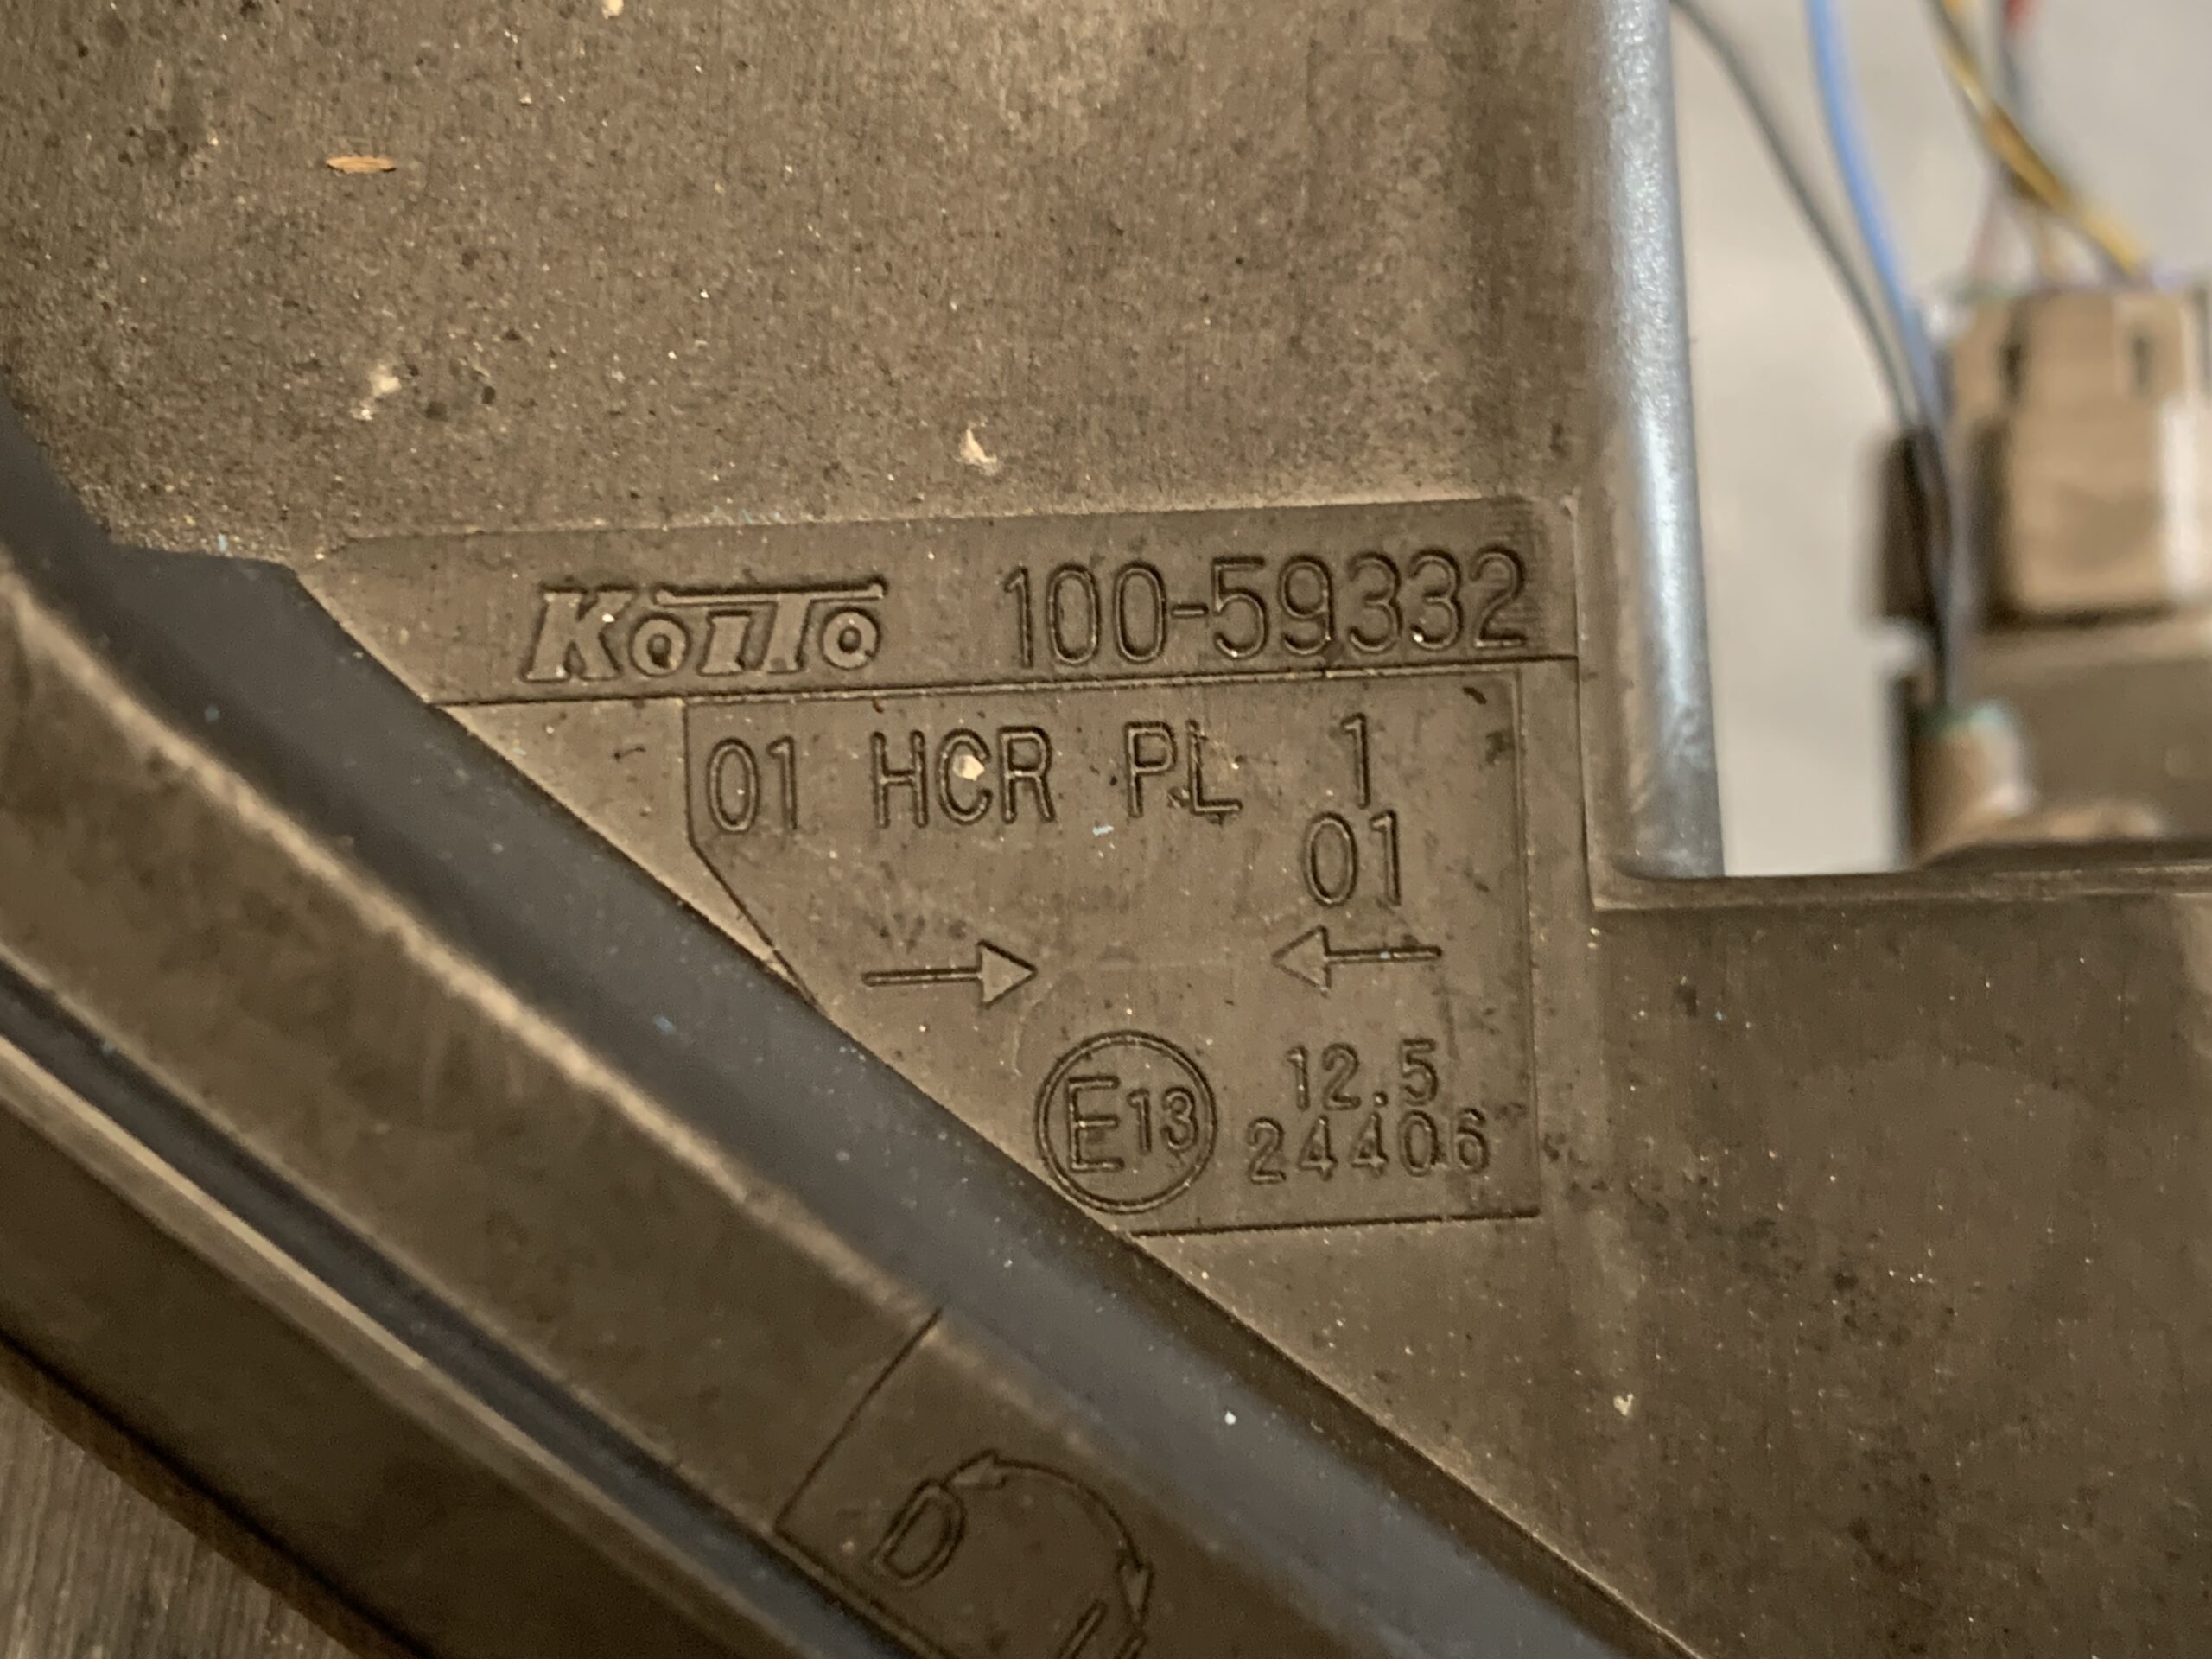 KOITO 100-59332
01 HCR PL 1
01
→ ←
E13 12.5
24406
D
U